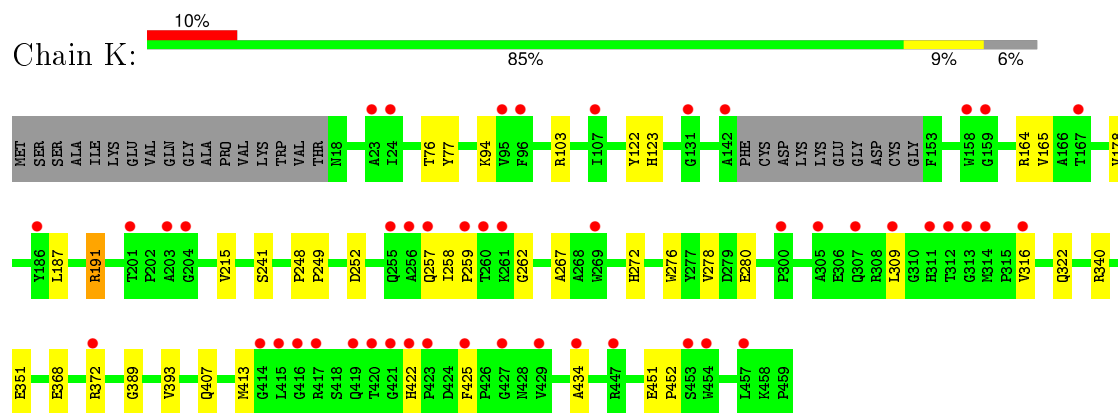 10%
Chain K:
85% 9% 6%
MET SER SER ALA ILE LYS GLU VAL GLN GLY ALA PRO VAL LYS TRP VAL THR N18 A23 I24 T76 Y77 K94 V95 F96 R103 I107 Y122 H123 G131 A142 PHE CYS ASP LYS LYS GLU GLY ASP CYS GLY F153 W158 G159 R164 V165 A166 T167 V178
Y186 L187 R191 T201 P202 A203 G204 V215 S241 P248 P249 D252 Q255 A256 Q257 I258 P259 T260 K261 G262 A267 A268 W269 H272 W276 Y277 V278 D279 E280 P300 A305 E306 Q307 R308 L309 G310 H311 T312 G313 M314 P315 V316 Q322 R340
E351 E368 R372 G389 V393 Q407 M413 G414 L415 G416 R417 S418 Q419 T420 G421 H422 P423 D424 F425 P426 G427 N428 V429 A434 R447 E451 P452 S453 W454 L457 K458 P459